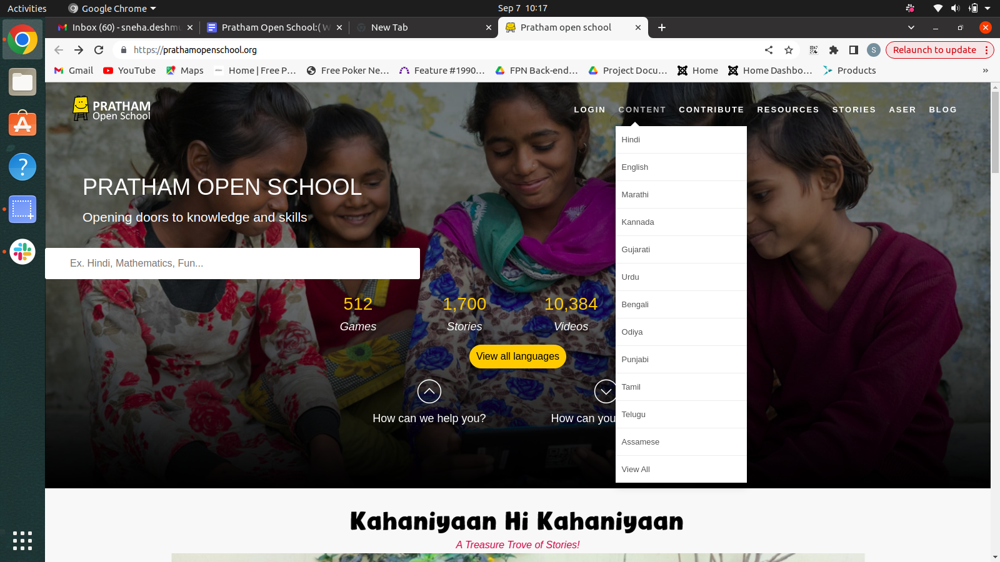 Activities
Google Chrome
Sep 7 10:17
Inbox (60) - sneha.deshmu
Pratham Open School:( W
New Tab
Pratham open school
https://prathamopenschool.org
S
Relaunch to update
Gmail
YouTube
Maps
Home | Free P…
Free Poker Ne…
Feature #1990…
FPN Back-end…
Project Docu…
Home
Home Dashbo…
Products
»
PRATHAM
Open School
LOGIN
CONTENT
CONTRIBUTE
RESOURCES
STORIES
ASER
BLOG
Hindi
English
Marathi
Kannada
Gujarati
Urdu
Bengali
Odiya
Punjabi
Tamil
Telugu
Assamese
View All
PRATHAM OPEN SCHOOL
Opening doors to knowledge and skills
Ex. Hindi, Mathematics, Fun...
512
Games
1,700
Stories
10,384
Videos
View all languages
How can we help you?
How can you
Kahaniyaan Hi Kahaniyaan
A Treasure Trove of Stories!